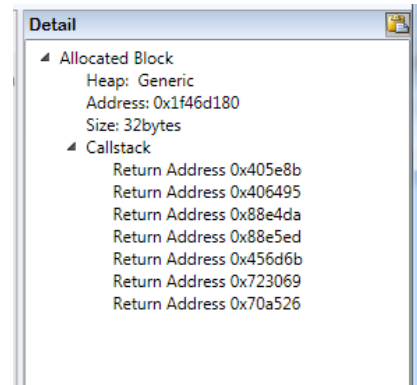 Detail
Allocated Block
Heap: Generic
Address: 0x1f46d180
Size: 32bytes
Callstack
Return Address 0x405e8b
Return Address 0x406495
Return Address 0x88e4da
Return Address 0x88e5ed
Return Address 0x456d6b
Return Address 0x723069
Return Address 0x70a526